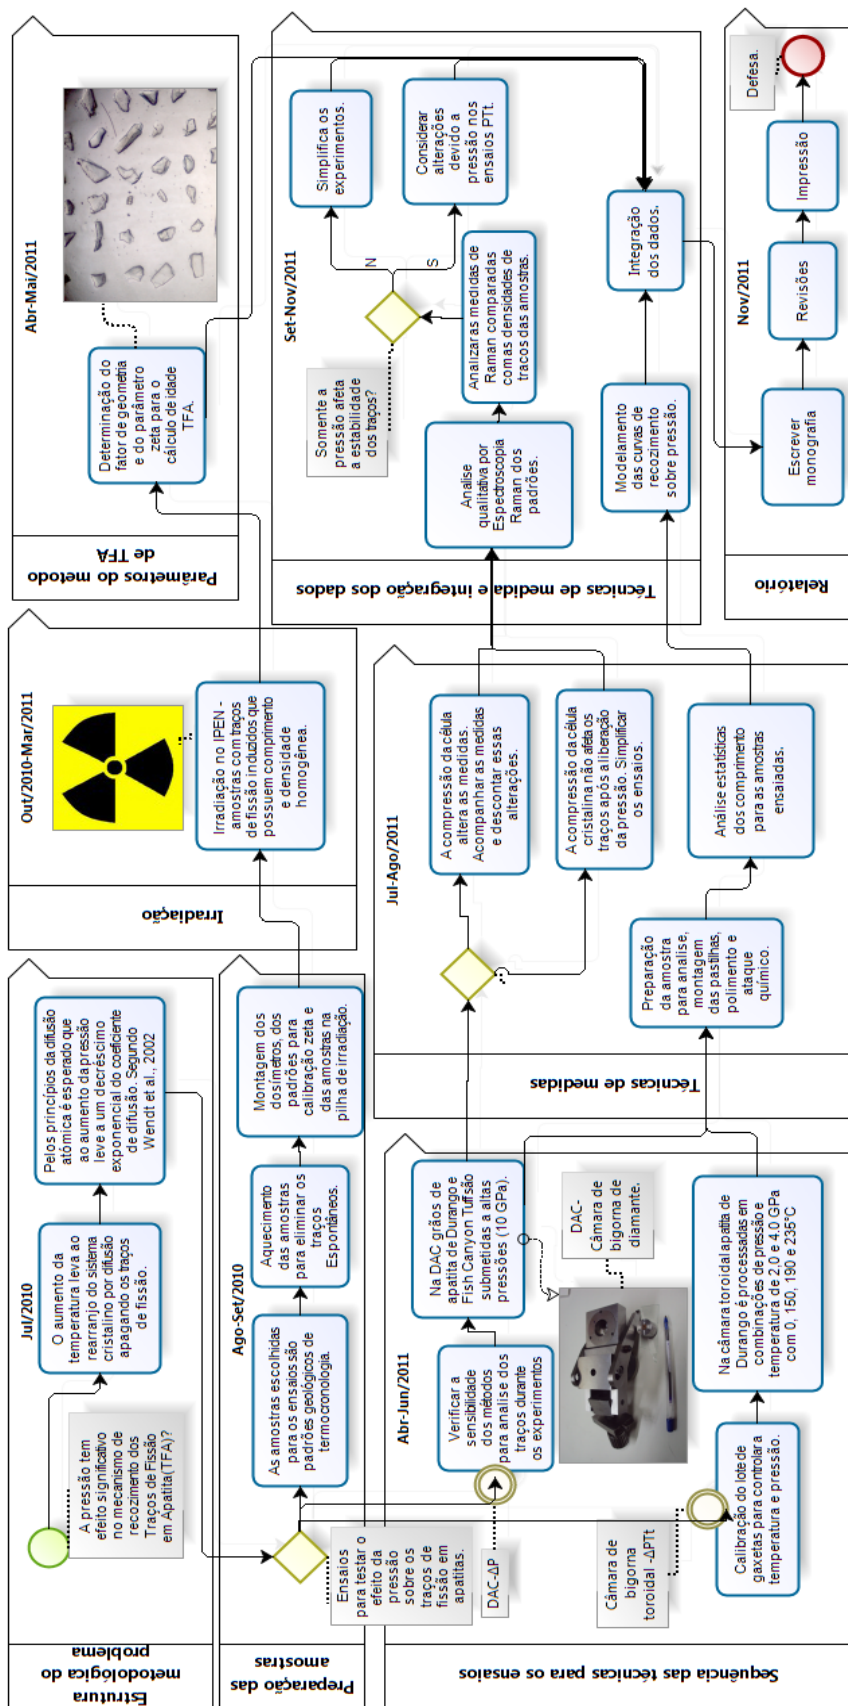 Estrutura
metodológica do
problema
Jul/2010
A pressão tem
efeito significativo
no mecanismo de
recozimento dos
Traços de Fissão
em Apatita(TFA)?
O aumento da
temperatura leva ao
rearranjo do sistema
cristalino por difusão
apagando os traços
de fissão.
Pelos princípios da difusão
atómica é esperado que
ao aumento da pressão
leve a um decréscimo
exponencial do coeficiente
de difusão. Segundo
Wendt et al., 2002
Preparação das
amostras
Ago-Set/2010
Ensaios
para testar o
efeito da
pressão
sobre os
traços de
fissão em
apatitas.
As amostras escolhidas
para os ensaios são
padrões geológicos de
termocronologia.
Aquecimento
das amostras
para eliminar os
traços
Espontâneos.
Montagem dos
dosímetros, dos
padrões para
calibração zeta e
das amostras na
pilha de irradiação.
Irradiação
Out/2010-Mar/2011
Irradiação no IPEN -
amostras com traços
de fissão induzidos que
possuem comprimento
e densidade
homogênea.
Parâmetros do metodo
de TFA
Abr-Mai/2011
Determinação do
fator de geometria
e do parâmetro
zeta para o
cálculo de idade
TFA.
Sequência das técnicas para os ensaios
Abr-Jun/2011
DAC-ΔP
Verificar a
sensibilidade
dos métodos
para analise dos
traços durante
os experimentos
Na DAC grãos de
apatita de Durango e
Fish Canyon Tuffsão
submetidas a altas
pressões (10 GPa).
DAC-
Câmara de
bigorna de
diamante.
Câmara de
bigorna
toroidal -ΔPTt
Calibração do lote de
gaxetas para controlar a
temperatura e pressão.
Na câmara toroidal apatita de
Durango é processadas em
combinações de pressão e
temperatura de 2,0 e 4.0 GPa
com 0, 150, 190 e 235°C
Técnicas de medidas
Jul-Ago/2011
A compressão da célula
altera as medidas.
Acompanhar as medidas
e descontar essas
alterações.
A compressão da célula
cristalina não afeta os
traços após a liberação
da pressão. Simplificar
os ensaios.
Preparação
da amostra
para analise,
montagem
das pastilhas,
polimento e
ataque
químico.
Análise estatísticas
dos comprimento
para as amostras
ensaiadas.
Técnicas de medida e integração dos dados
Set-Nov/2011
Analise
qualitativa por
Espectroscopia
Raman dos
padrões.
Analizar as medidas de
Raman comparadas
com as densidades de
tracos das amostras.
Somente a
pressão afeta
a estabilidade
dos traços?
N
S
Simplifica os
experimentos.
Considerar
alterações
devido a
pressão nos
ensaios PTt.
Modelamento
das curvas de
recozimento
sobre pressão.
Integração
dos dados.
Relatório
Nov/2011
Escrever
monografia
Revisões
Impressão
Defesa.